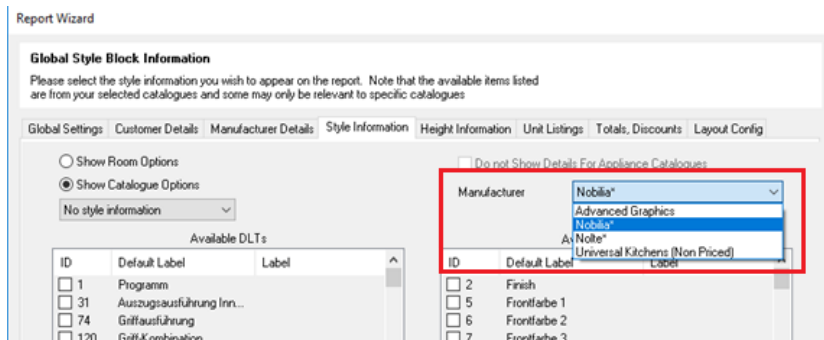 Report Wizard
Global Style Block Information
Please select the style information you wish to appear on the report. Note that the available items listed
are from your selected catalogues and some may only be relevant to specific catalogues
Global Settings Customer Details Manufacturer Details Style Information Height Information Unit Listings Totals, Discounts Layout Config
Show Room Options
Show Catalogue Options
No style information
Available DLTs
ID Default Label Label
1 Programm
31 Auszugsausführung Inn...
74 Griffausführung
120 Griff-Kombination
Do not Show Details For Appliance Catalogues
Manufacturer Nobilia*
Advanced Graphics
Nobilia*
Nolte*
Universal Kitchens (Non Priced)
ID Default Label Label
2 Finish
5 Frontfarbe 1
6 Frontfarbe 2
7 Frontfarbe 3